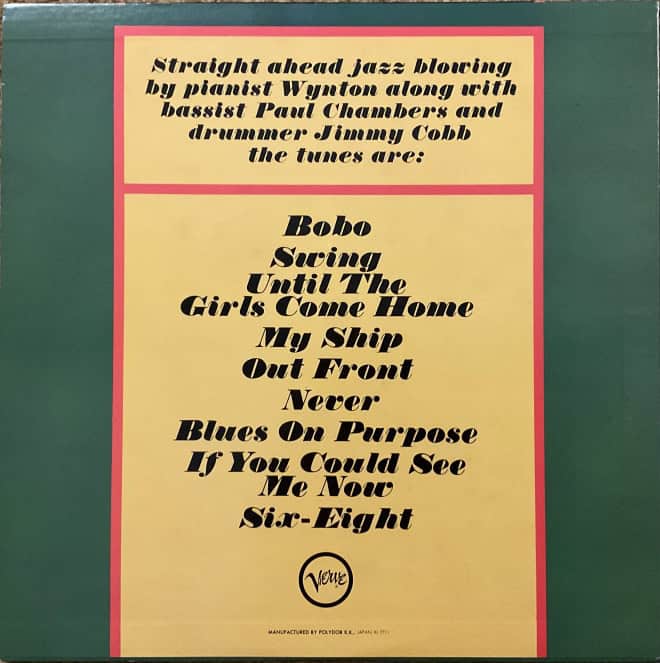 Straight ahead jazz blowing
by pianist Wynton along with
bassist Paul Chambers and
drummer Jimmy Cobb
the tunes are:
Bobo
Swing
Until The
Girls Come Home
My Ship
Out Front
Never
Blues On Purpose
If You Could See
Me Now
Six-Eight
Verve
MANUFACTURED BY POLYDOR K.K., JAPAN